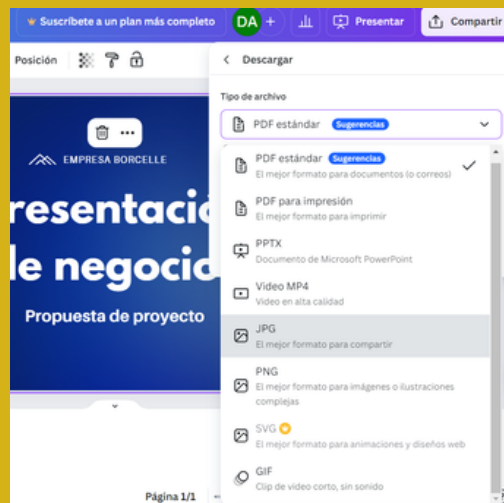 Suscríbete a un plan más completo
DA
+
Presentar
Compartir
Posición
Descargar
Tipo de archivo
PDF estándar Sugerencias
EMPRESA BORCELLE
resentació
e negocio
Propuesta de proyecto
PDF estándar Sugerencias
El mejor formato para documentos (o correos)
PDF para impresión
El mejor formato para imprimir
PPTX
Documento de Microsoft PowerPoint
Video MP4
Video en alta calidad
JPG
El mejor formato para compartir
PNG
El mejor formato para imágenes o ilustraciones
complejas
SVG
El mejor formato para animaciones y diseños web
GIF
Clip de video corto, sin sonido
Página 1/1